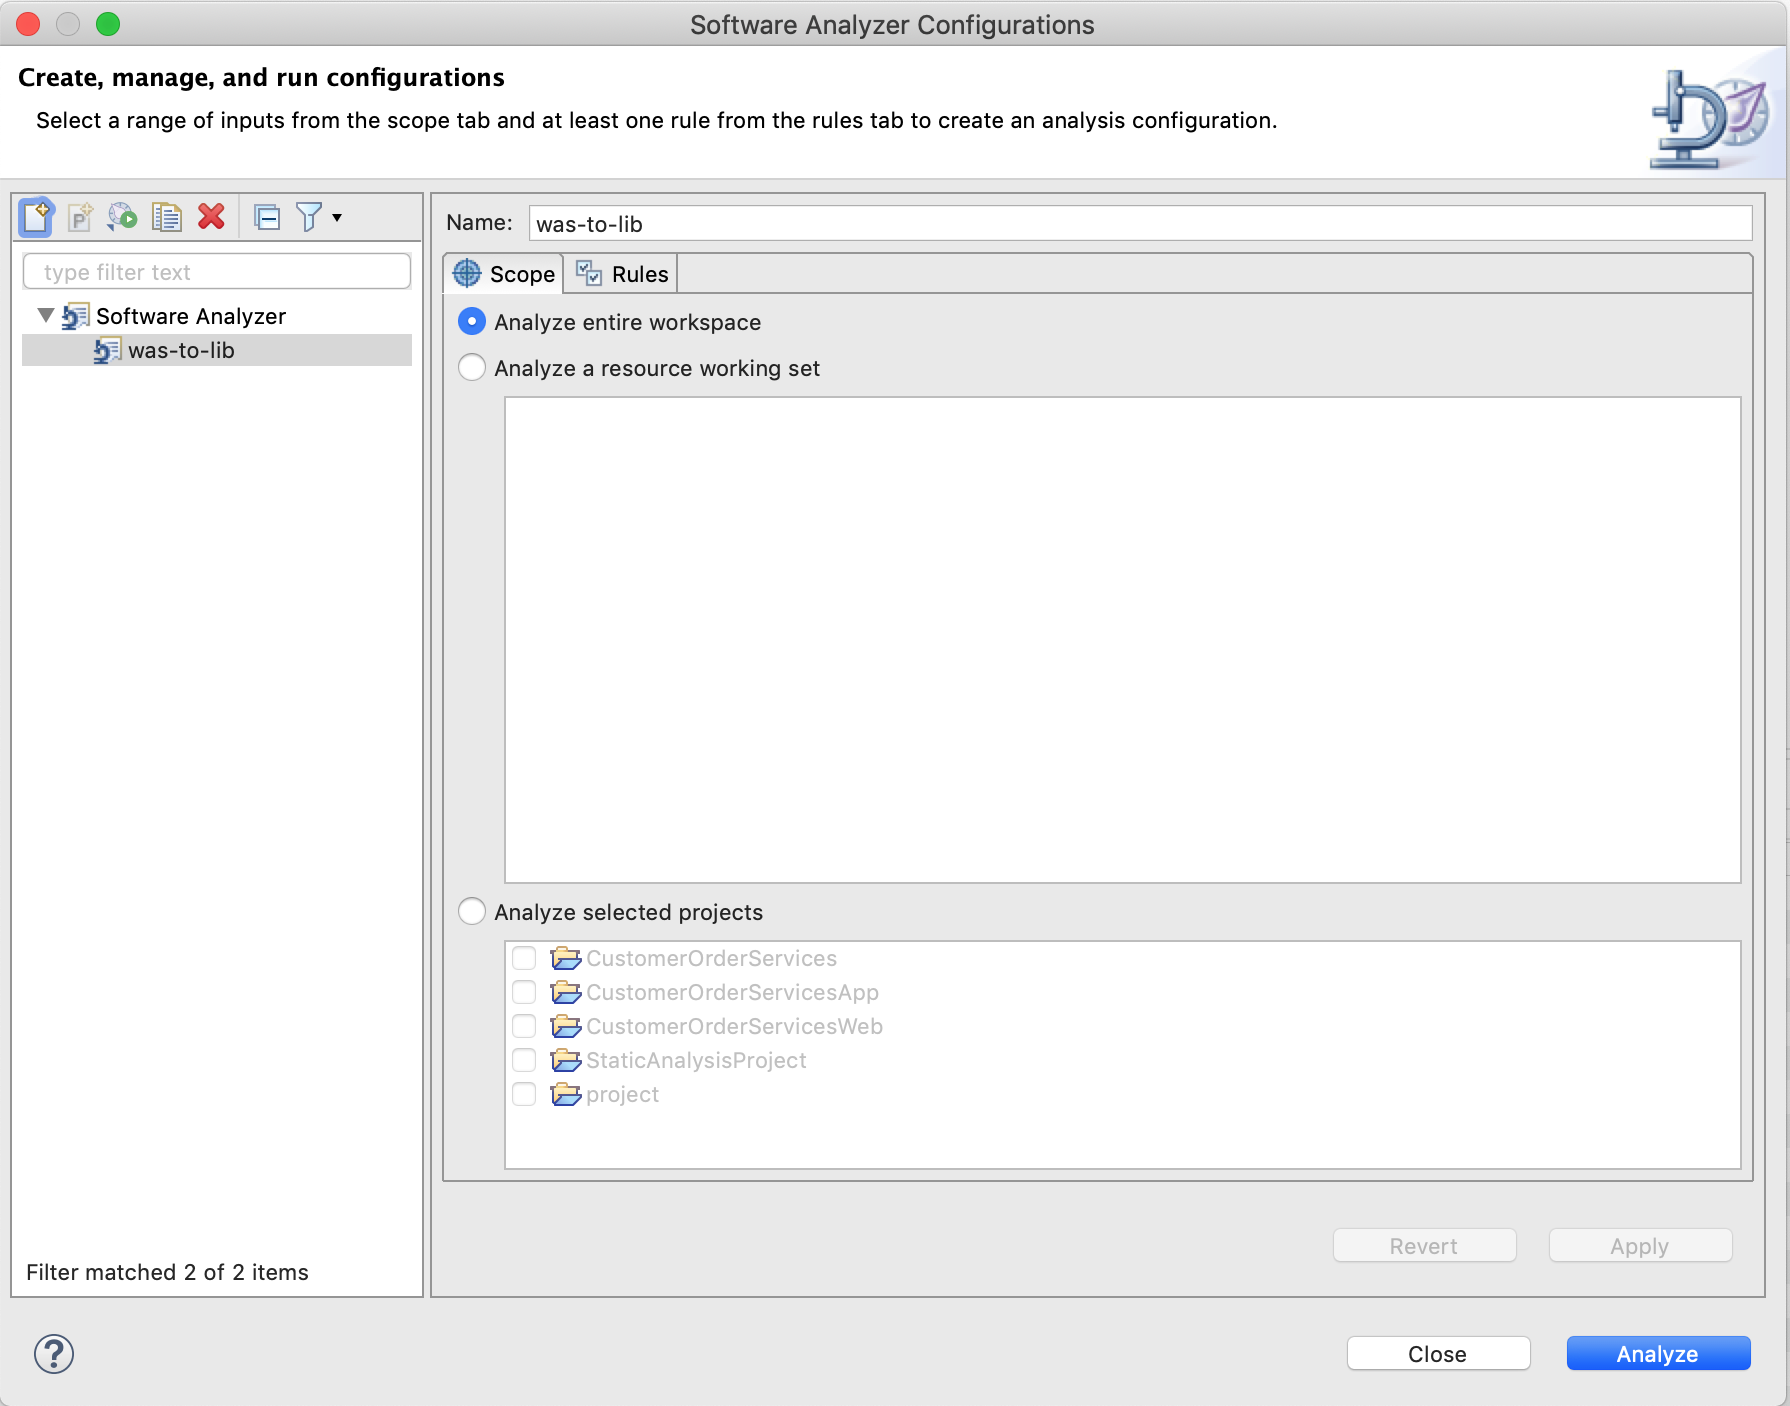 Software Analyzer Configurations
Create, manage, and run configurations
Select a range of inputs from the scope tab and at least one rule from the rules tab to create an analysis configuration.
type filter text
Software Analyzer
was-to-lib
Filter matched 2 of 2 items
Name: was-to-lib
Scope Rules
Analyze entire workspace
Analyze a resource working set
Analyze selected projects
CustomerOrderServices
CustomerOrderServicesApp
CustomerOrderServicesWeb
StaticAnalysisProject
project
Revert Apply
? Close Analyze